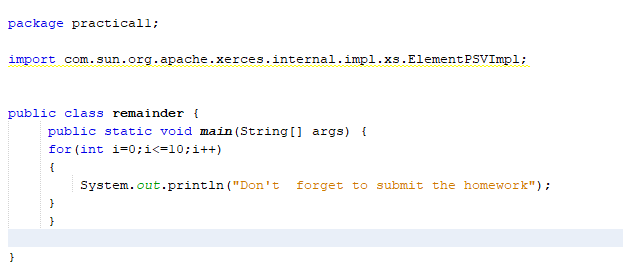 package practical1;
import com.sun.org.apache.xerces.internal.impl.xs.ElementPSVImpl;
public class remainder {
public static void main(String[] args) {
for(int i=0;i<=10;i++)
{
System.out.println("Don't  forget to submit the homework");
}
}
}